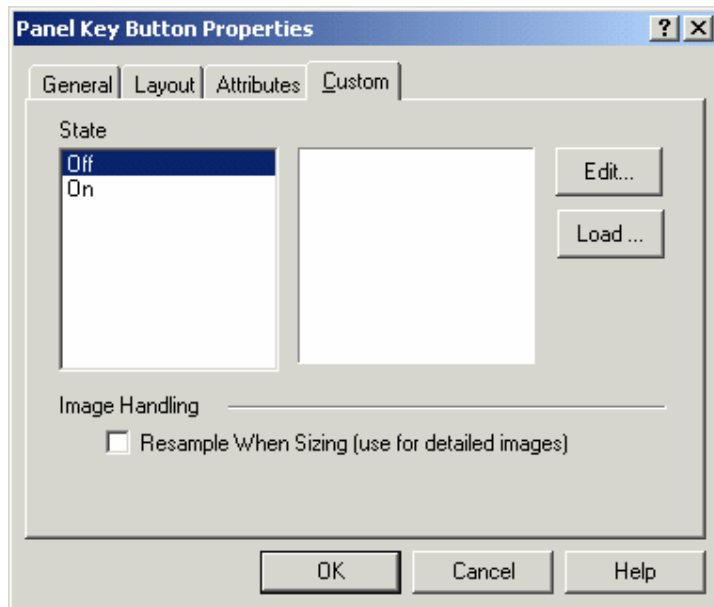 Panel Key Button Properties
General Layout Attributes Custom
State
Off
On
Edit...
Load ...
Image Handling
Resample When Sizing (use for detailed images)
OK Cancel Help